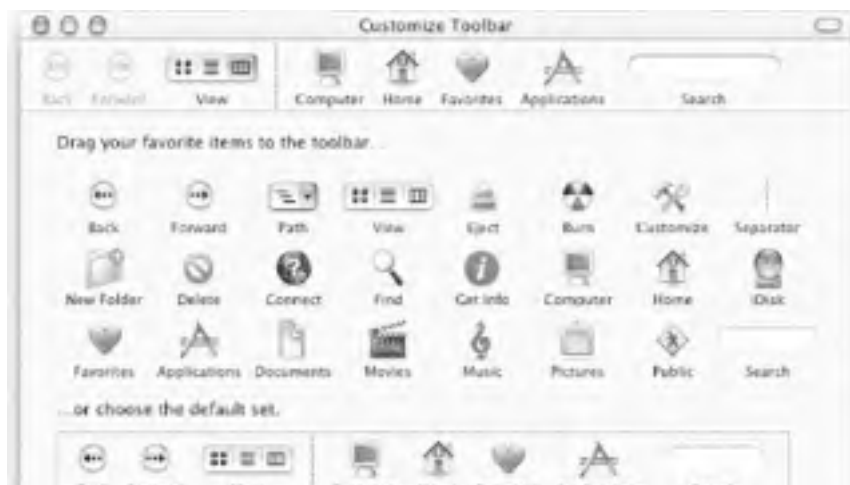 Customize Toolbar
Back Forward View Computer Home Favorites Applications Search
Drag your favorite items to the toolbar...
Back Forward Path View Eject Burn Customize Separator
New Folder Delete Connect Find Get Info Computer Home iDisk
Favorites Applications Documents Movies Music Pictures Public Search
...or choose the default set.